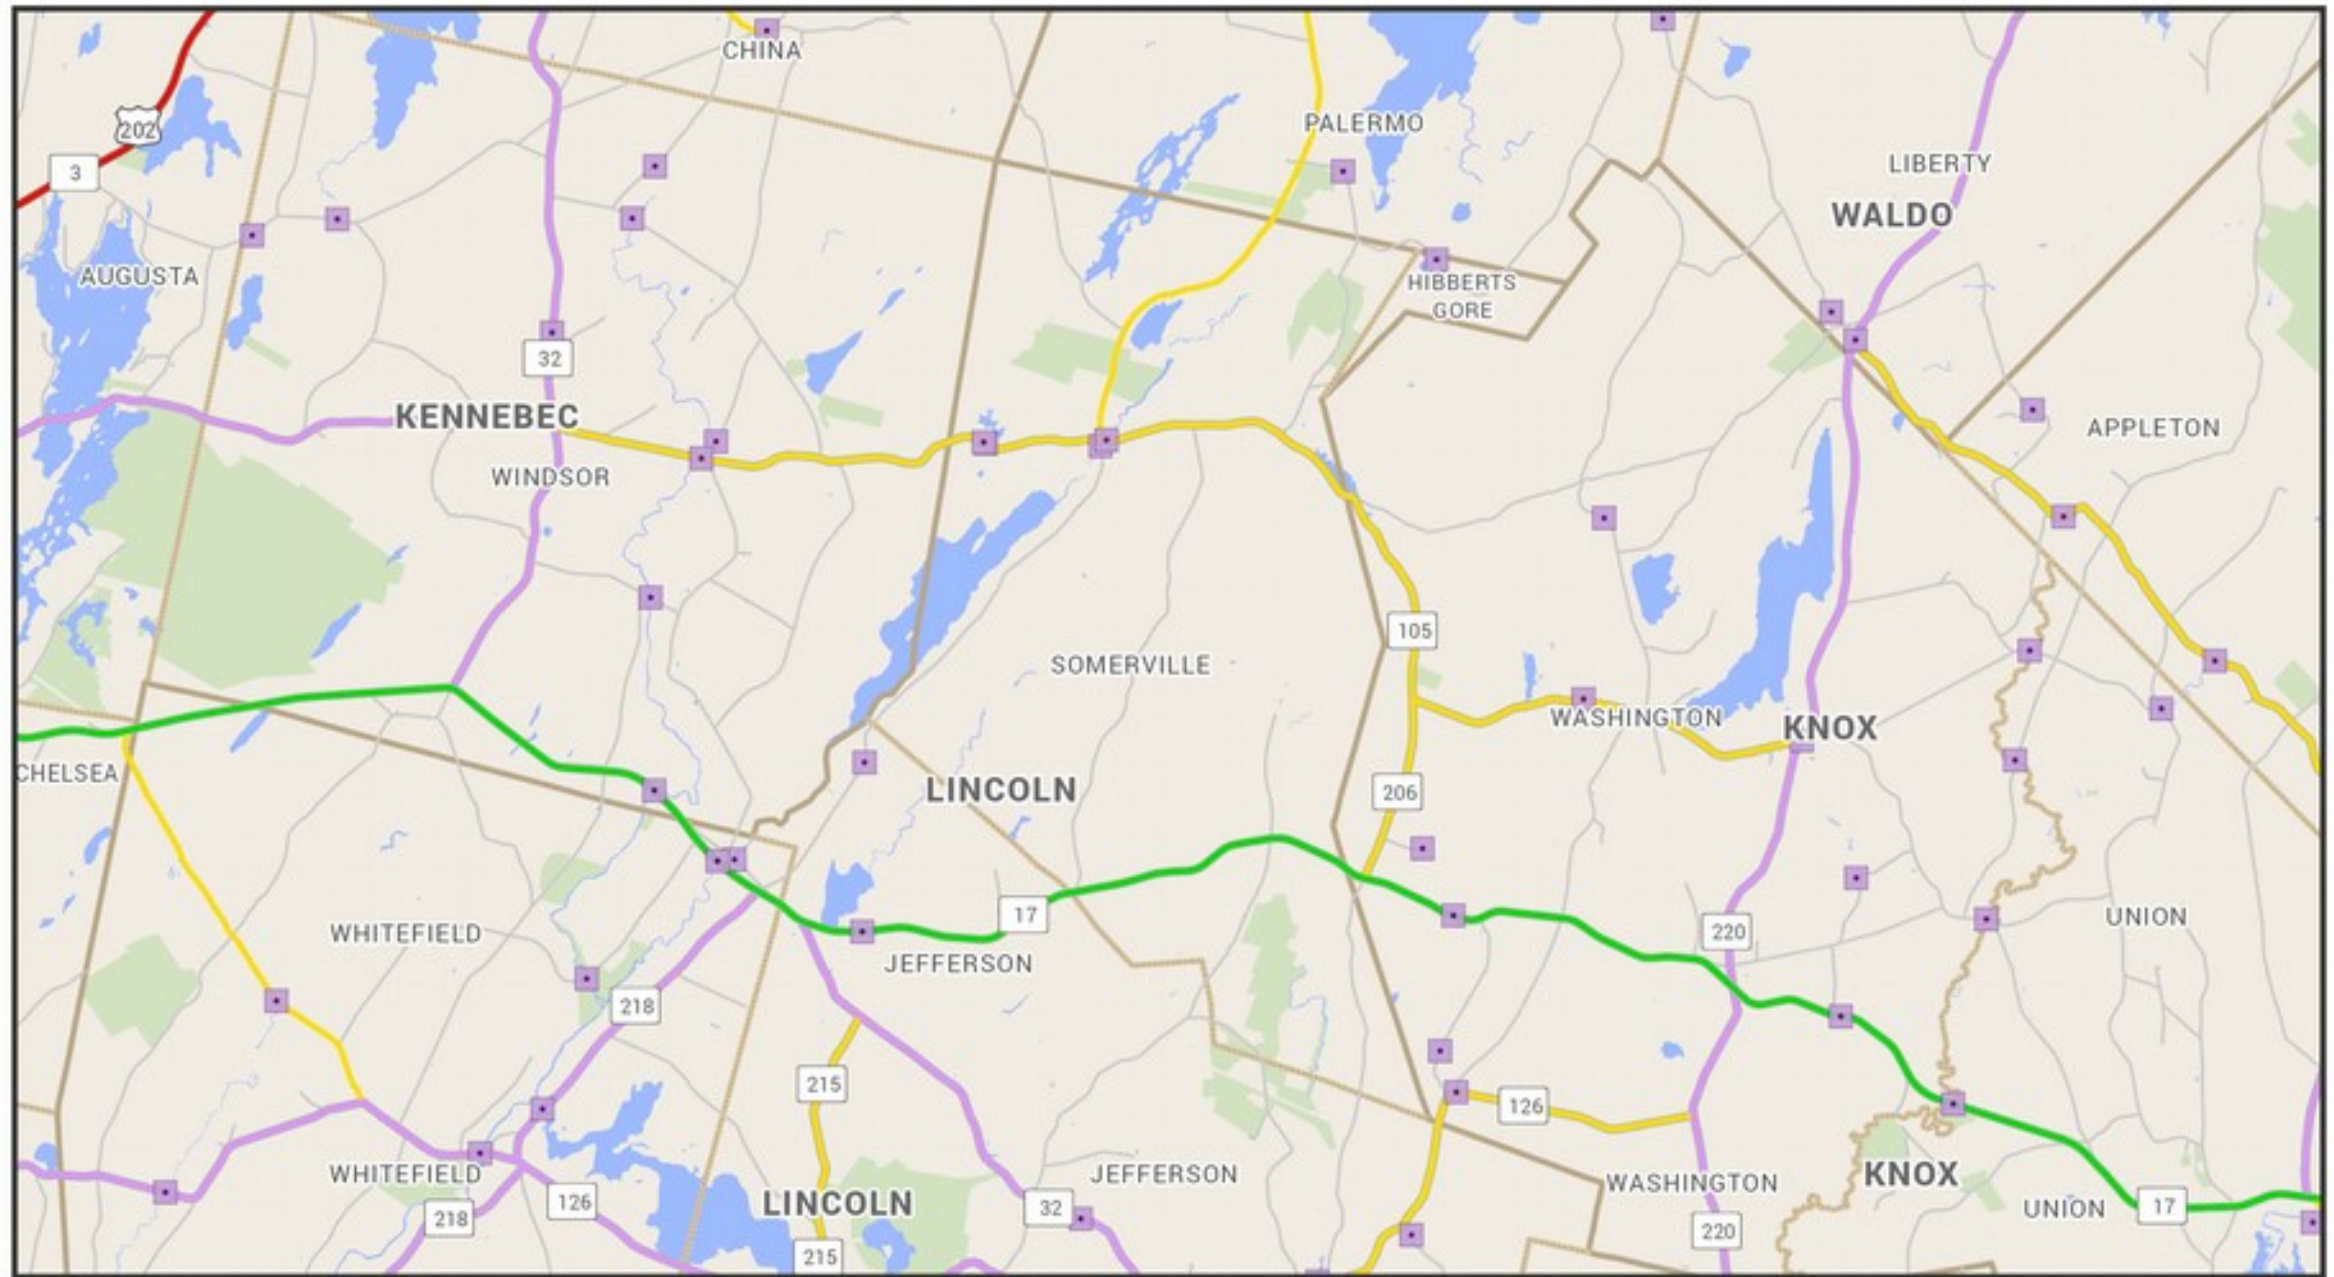 CHINA
202
PALERMO
3
LIBERTY
WALDO
AUGUSTA
HIBBERTS
GORE
32
KENNEBEC
APPLETON
WINDSOR
105
SOMERVILLE
WASHINGTON
KNOX
CHELSEA
LINCOLN
206
17
UNION
WHITEFIELD
220
JEFFERSON
218
215
126
WHITEFIELD
JEFFERSON
KNOX
WASHINGTON
LINCOLN
126
32
UNION
17
218
220
215